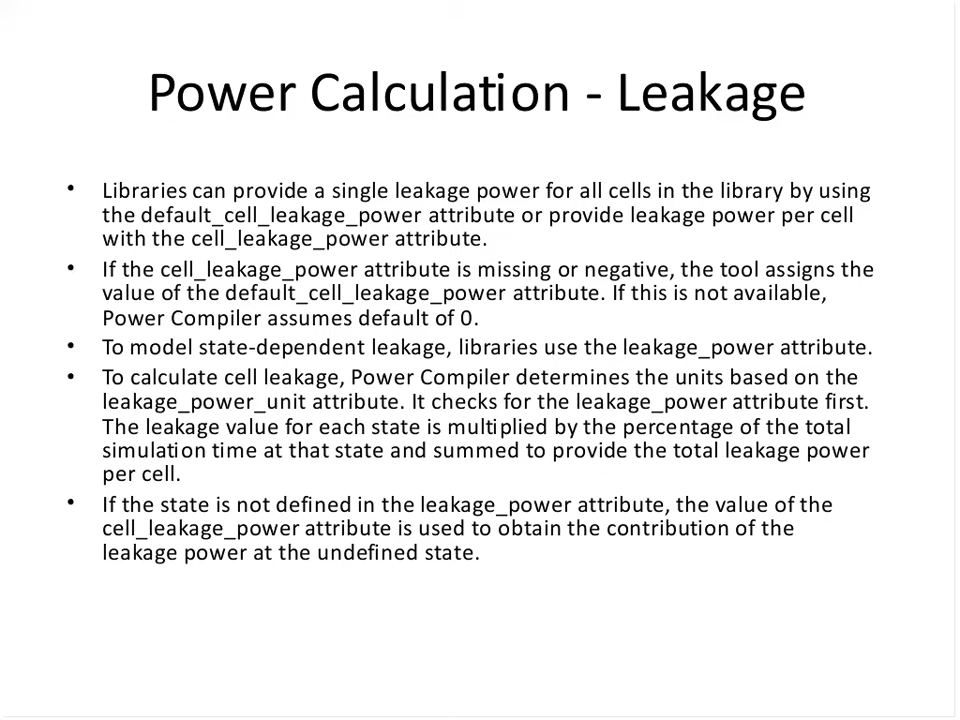 Power Calculation - Leakage
• Libraries can provide a single leakage power for all cells in the library by using
the default_cell_leakage_power attribute or provide leakage power per cell
with the cell_leakage_power attribute.
• If the cell_leakage_power attribute is missing or negative, the tool assigns the
value of the default_cell_leakage_power attribute. If this is not available,
Power Compiler assumes default of 0.
• To model state-dependent leakage, libraries use the leakage_power attribute.
• To calculate cell leakage, Power Compiler determines the units based on the
leakage_power_unit attribute. It checks for the leakage_power attribute first.
The leakage value for each state is multiplied by the percentage of the total
simulation time at that state and summed to provide the total leakage power
per cell.
• If the state is not defined in the leakage_power attribute, the value of the
cell_leakage_power attribute is used to obtain the contribution of the
leakage power at the undefined state.